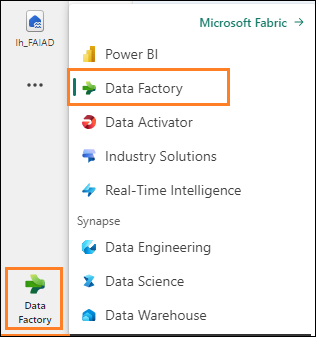 lh_FAIAD
...
Data
Factory
Microsoft Fabric →
Power BI
Data Factory
Data Activator
Industry Solutions
Real-Time Intelligence
Synapse
Data Engineering
Data Science
Data Warehouse